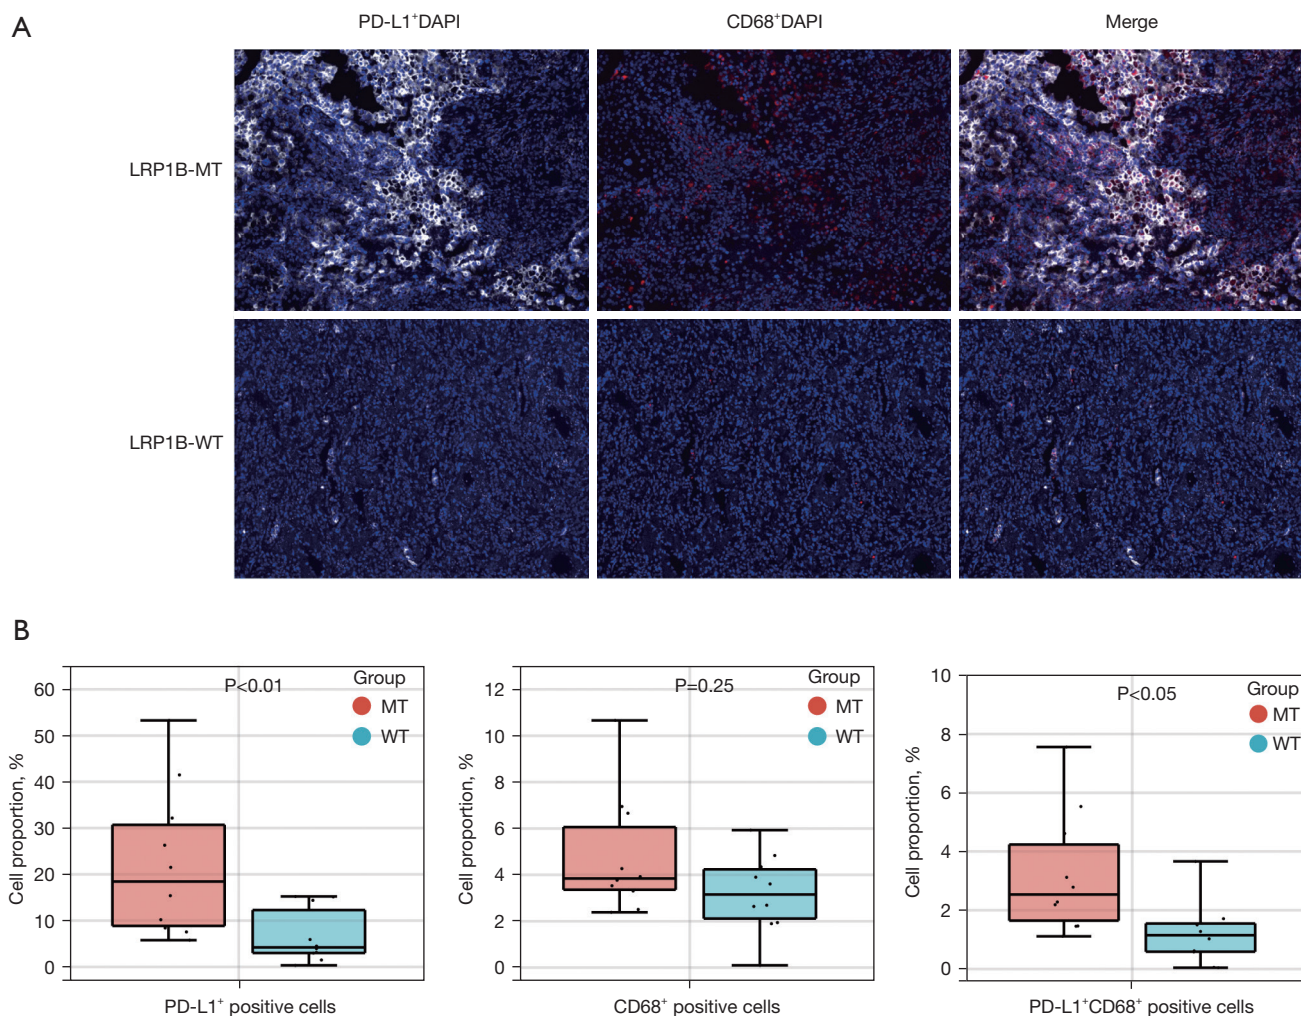 A
PD-L1⁺DAPI
CD68⁺DAPI
Merge
LRP1B-MT
LRP1B-WT
B
Cell proportion, %
60
50
40
30
20
10
0
P<0.01
Group
MT
WT
PD-L1⁺ positive cells
Cell proportion, %
12
10
8
6
4
2
0
P=0.25
Group
MT
WT
CD68⁺ positive cells
Cell proportion, %
10
8
6
4
2
0
P<0.05
Group
MT
WT
PD-L1⁺CD68⁺ positive cells